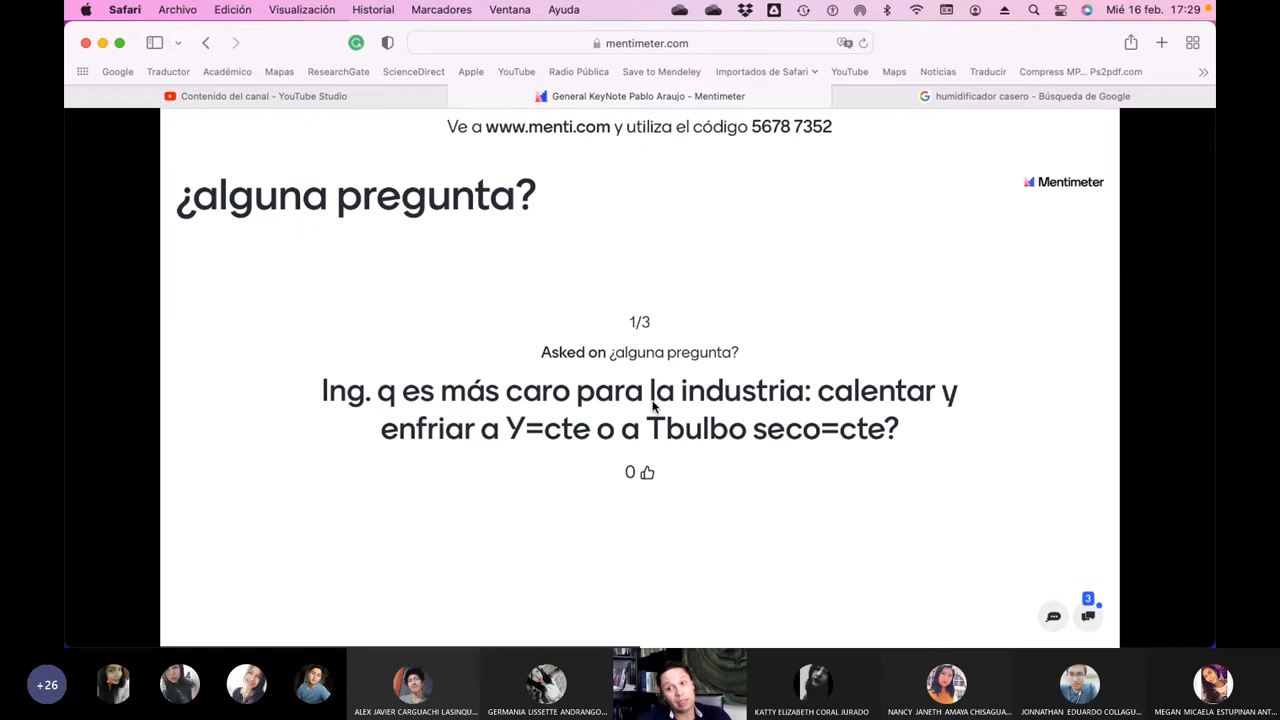 Safari Archivo Edición Visualización Historial Marcadores Ventana Ayuda Mié 16 feb. 17:29
mentimeter.com
Google Traductor Académico Mapas ResearchGate ScienceDirect Apple YouTube Radio Pública Save to Mendeley Importados de Safari YouTube Maps Noticias Traducir Compress MP... Ps2pdf.com
Contenido del canal - YouTube Studio General KeyNote Pablo Araujo - Mentimeter humidificador casero - Búsqueda de Google
Ve a www.menti.com y utiliza el código 5678 7352
¿alguna pregunta?
Mentimeter
1/3
Asked on ¿alguna pregunta?
Ing. q es más caro para la industria: calentar y
enfriar a Y=cte o a Tbulbo seco=cte?
0
3
+26
ALEX JAVIER CARGUACHI LASINQU... GERMANIA LISSETTE ANDRANGO... KATTY ELIZABETH CORAL JURADO NANCY JANETH AMAYA CHISAGUA... JONNATHAN EDUARDO COLLAGU... MEGAN MICAELA ESTUPINAN ANT...